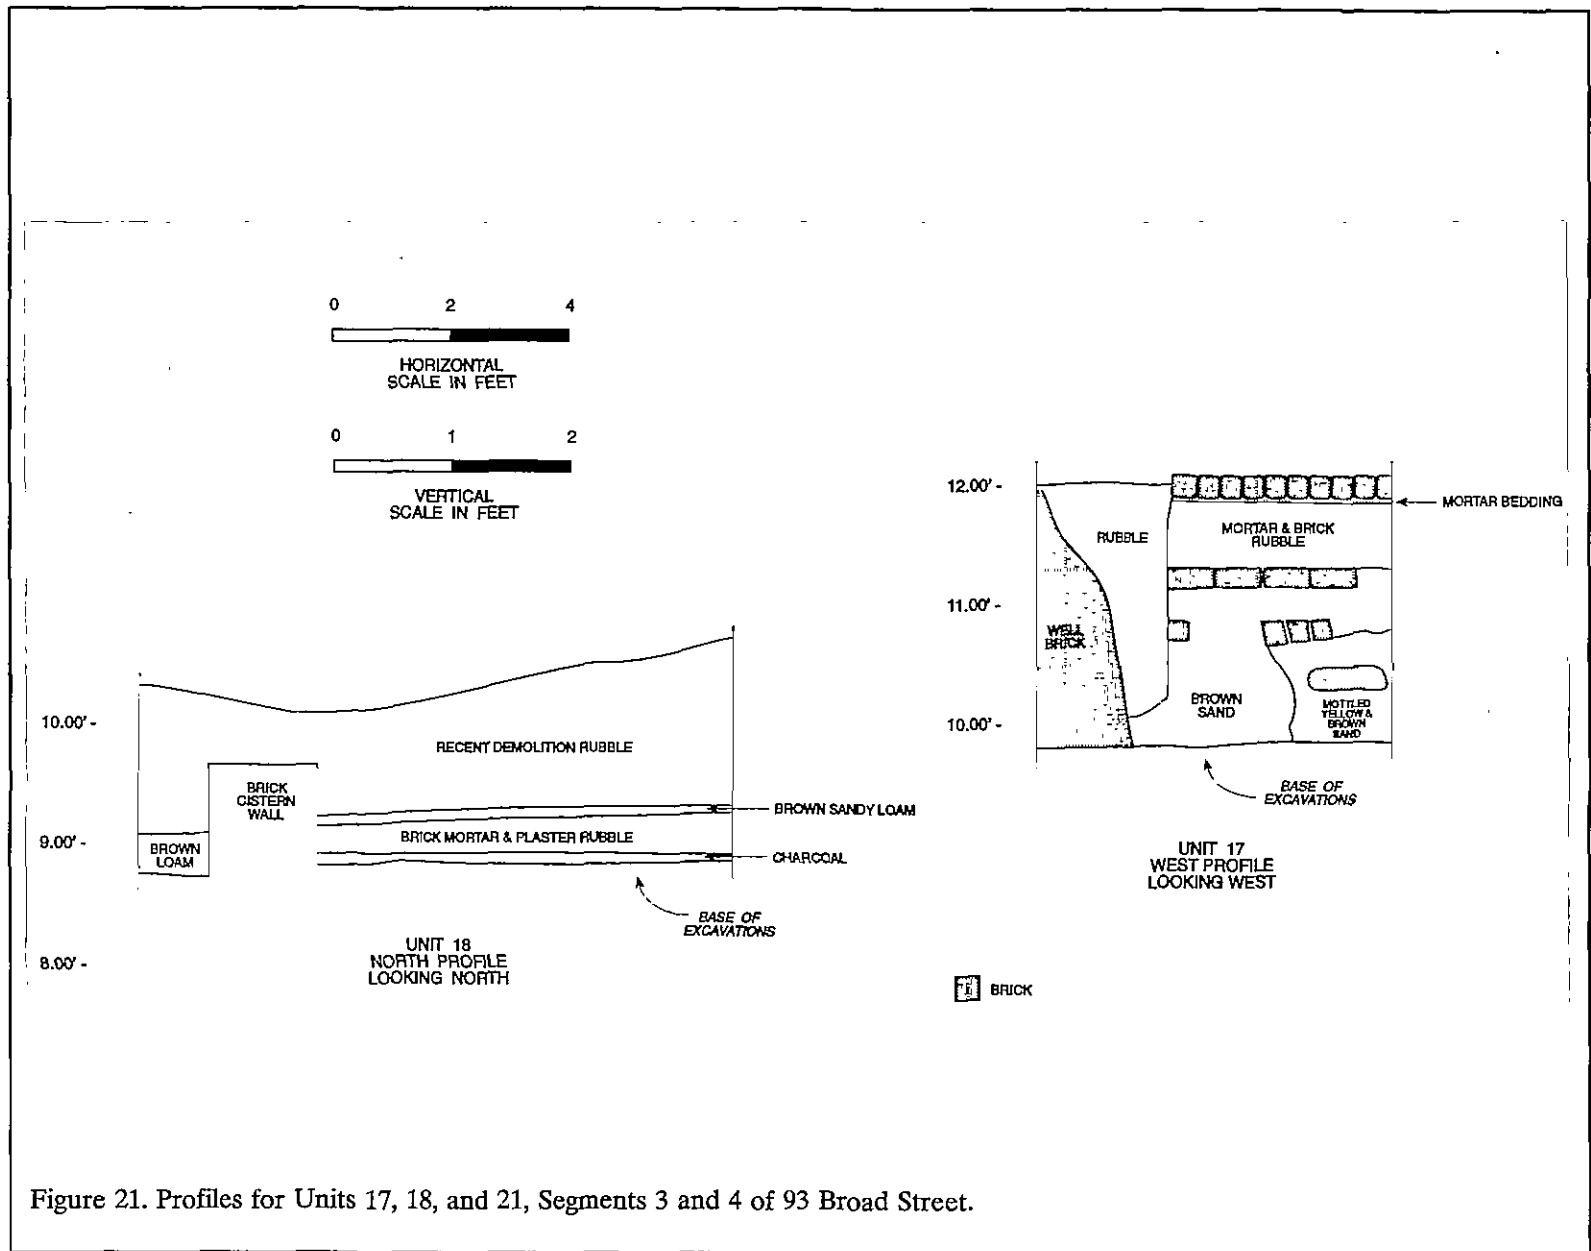 0 2 4
HORIZONTAL
SCALE IN FEET
0 1 2
VERTICAL
SCALE IN FEET
10.00' -
9.00' -
8.00' -
RECENT DEMOLITION RUBBLE
BRICK
CISTERN
WALL
BROWN
LOAM
BROWN SANDY LOAM
BRICK MORTAR & PLASTER RUBBLE
CHARCOAL
BASE OF
EXCAVATIONS
UNIT 18
NORTH PROFILE
LOOKING NORTH
12.00' -
11.00' -
10.00' -
MORTAR BEDDING
RUBBLE
MORTAR & BRICK
RUBBLE
WELL
BRICK
BROWN
SAND
MOTTLED
YELLOW &
BROWN
SAND
BASE OF
EXCAVATIONS
UNIT 17
WEST PROFILE
LOOKING WEST
BRICK
Figure 21. Profiles for Units 17, 18, and 21, Segments 3 and 4 of 93 Broad Street.